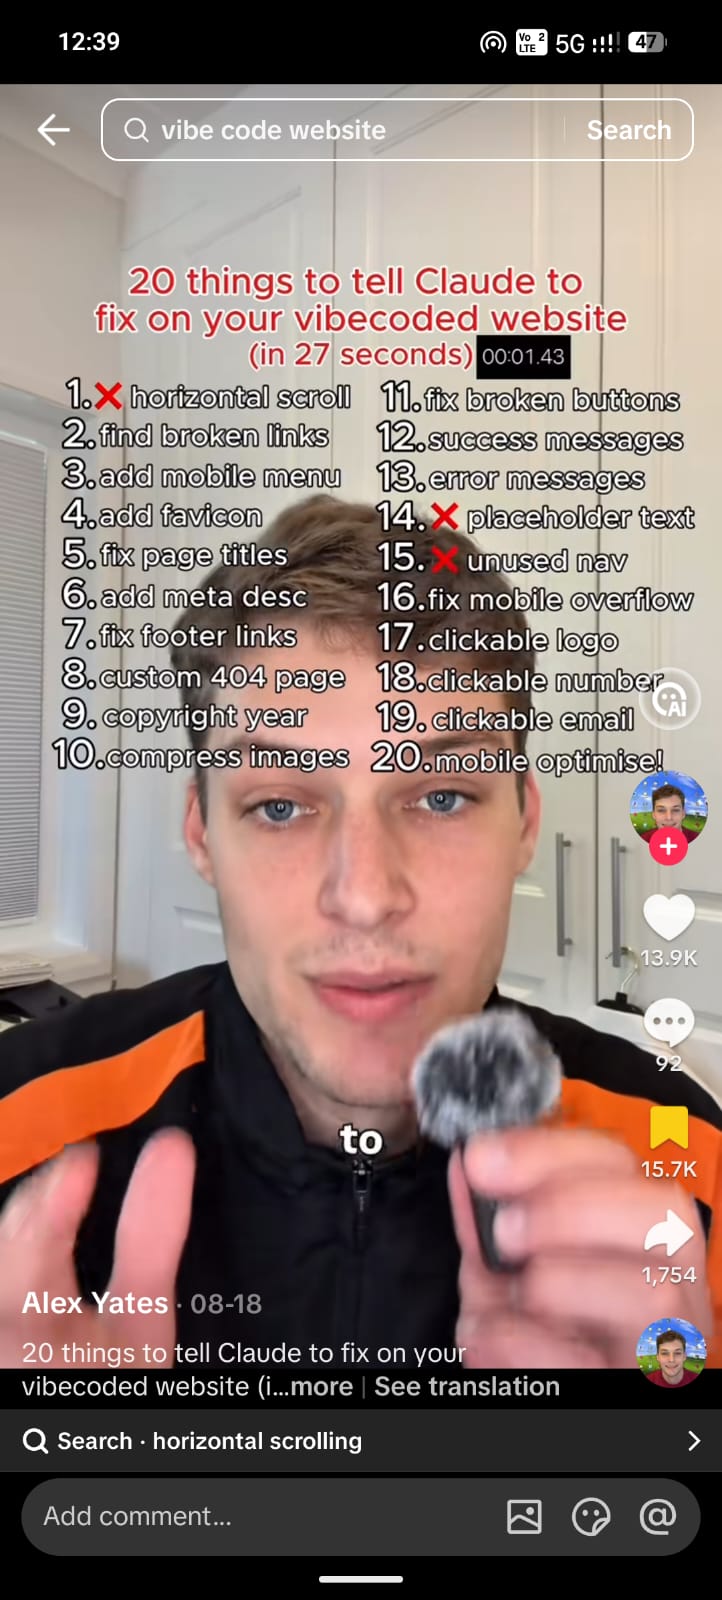 12:39
Vo 2
LTE
5G
47
vibe code website
Search
20 things to tell Claude to
fix on your vibecoded website
(in 27 seconds)
00:01.43
1.❌ horizontal scroll
2.find broken links
3.add mobile menu
4.add favicon
5.fix page titles
6.add meta desc
7.fix footer links
8.custom 404 page
9.copyright year
10.compress images
11.fix broken buttons
12.success messages
13.error messages
14.❌ placeholder text
15.❌ unused nav
16.fix mobile overflow
17.clickable logo
18.clickable number
19.clickable email
20.mobile optimise!
AI
13.9K
92
15.7K
1,754
to
Alex Yates · 08-18
20 things to tell Claude to fix on your
vibecoded website (i...more | See translation
Search · horizontal scrolling
Add comment...